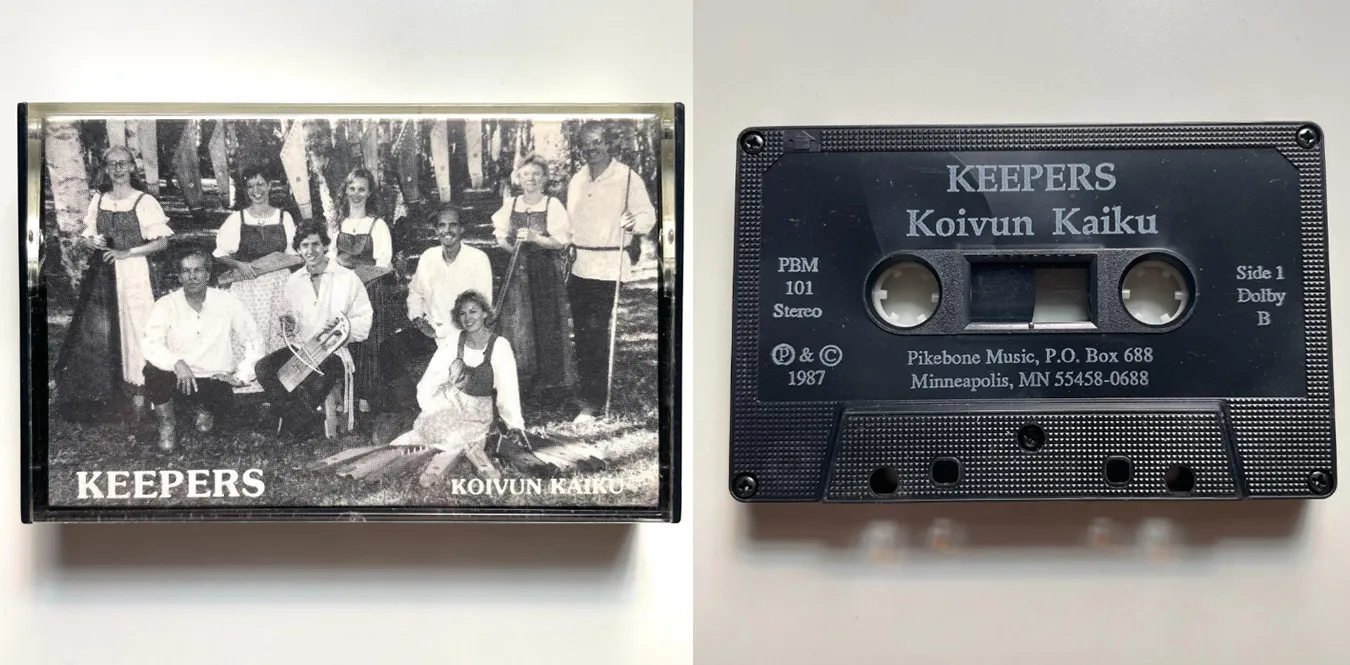 KEEPERS
KOIVUN KAIKU
KEEPERS
Koivun Kaiku
PBM
101
Stereo
Side 1
Dolby
B
Ⓟ & ©
1987
Pikebone Music, P.O. Box 688
Minneapolis, MN 55458-0688